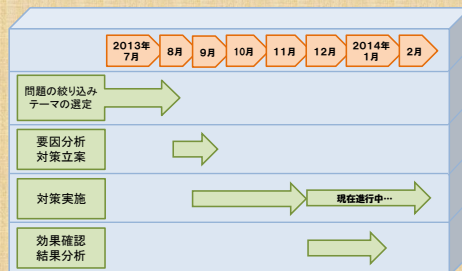 2013年
7月
8月
9月
10月
11月
12月
2014年
1月
2月
問題の絞り込み
テーマの選定
要因分析
対策立案
対策実施
現在進行中…
効果確認
結果分析